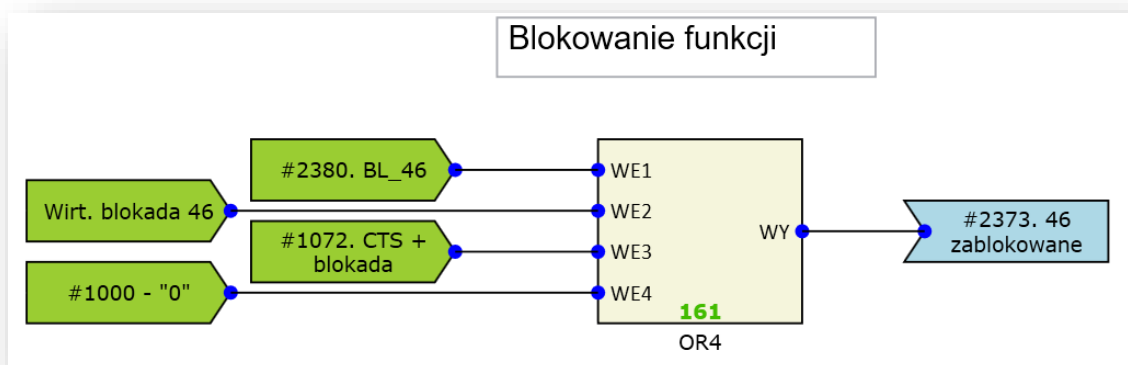 Blokowanie funkcji
#2380. BL_46
WE1
Wirt. blokada 46
WE2
#1072. CTS +
blokada
WE3
#1000 - "0"
WE4
WY
#2373. 46
zablokowane
161
OR4